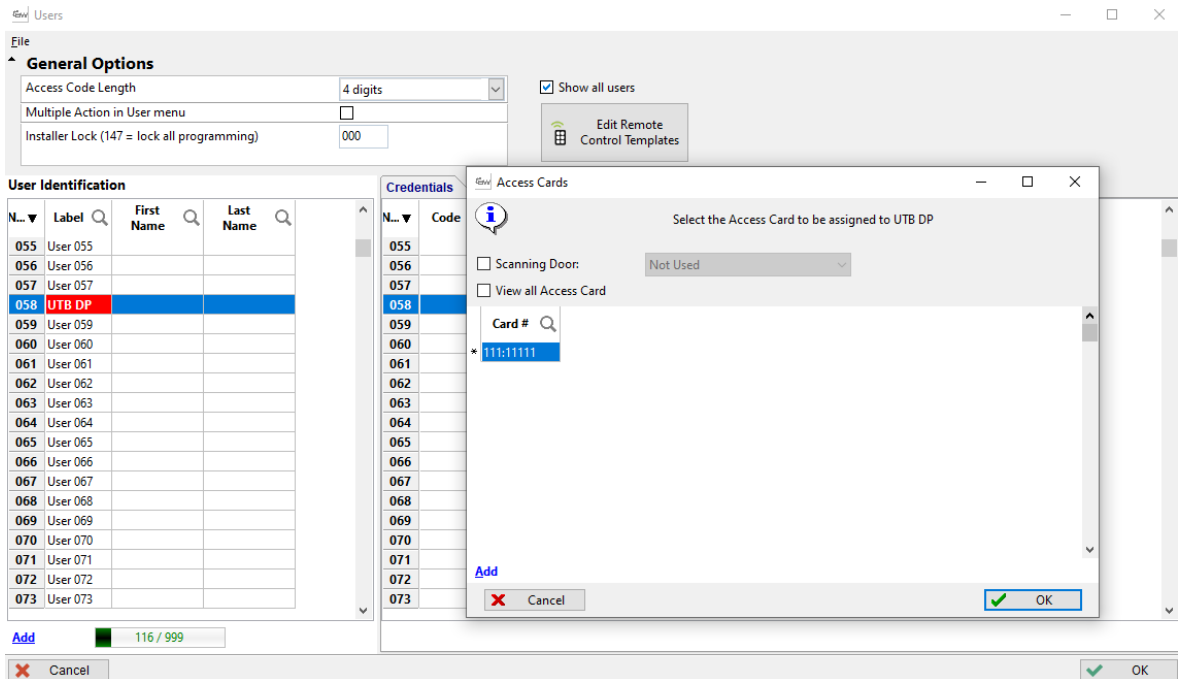 Users
File
General Options
Access Code Length 4 digits
Multiple Action in User menu
Installer Lock (147 = lock all programming) 000
Show all users
Edit Remote
Control Templates
User Identification
N... Label First Name Last Name
055 User 055
056 User 056
057 User 057
058 UTB DP
059 User 059
060 User 060
061 User 061
062 User 062
063 User 063
064 User 064
065 User 065
066 User 066
067 User 067
068 User 068
069 User 069
070 User 070
071 User 071
072 User 072
073 User 073
Add 116 / 999
Credentials
N... Code
055
056
057
058
059
060
061
062
063
064
065
066
067
068
069
070
071
072
073
Access Cards
Select the Access Card to be assigned to UTB DP
Scanning Door: Not Used
View all Access Card
Card #
* 111:11111
Add
Cancel OK
Cancel OK